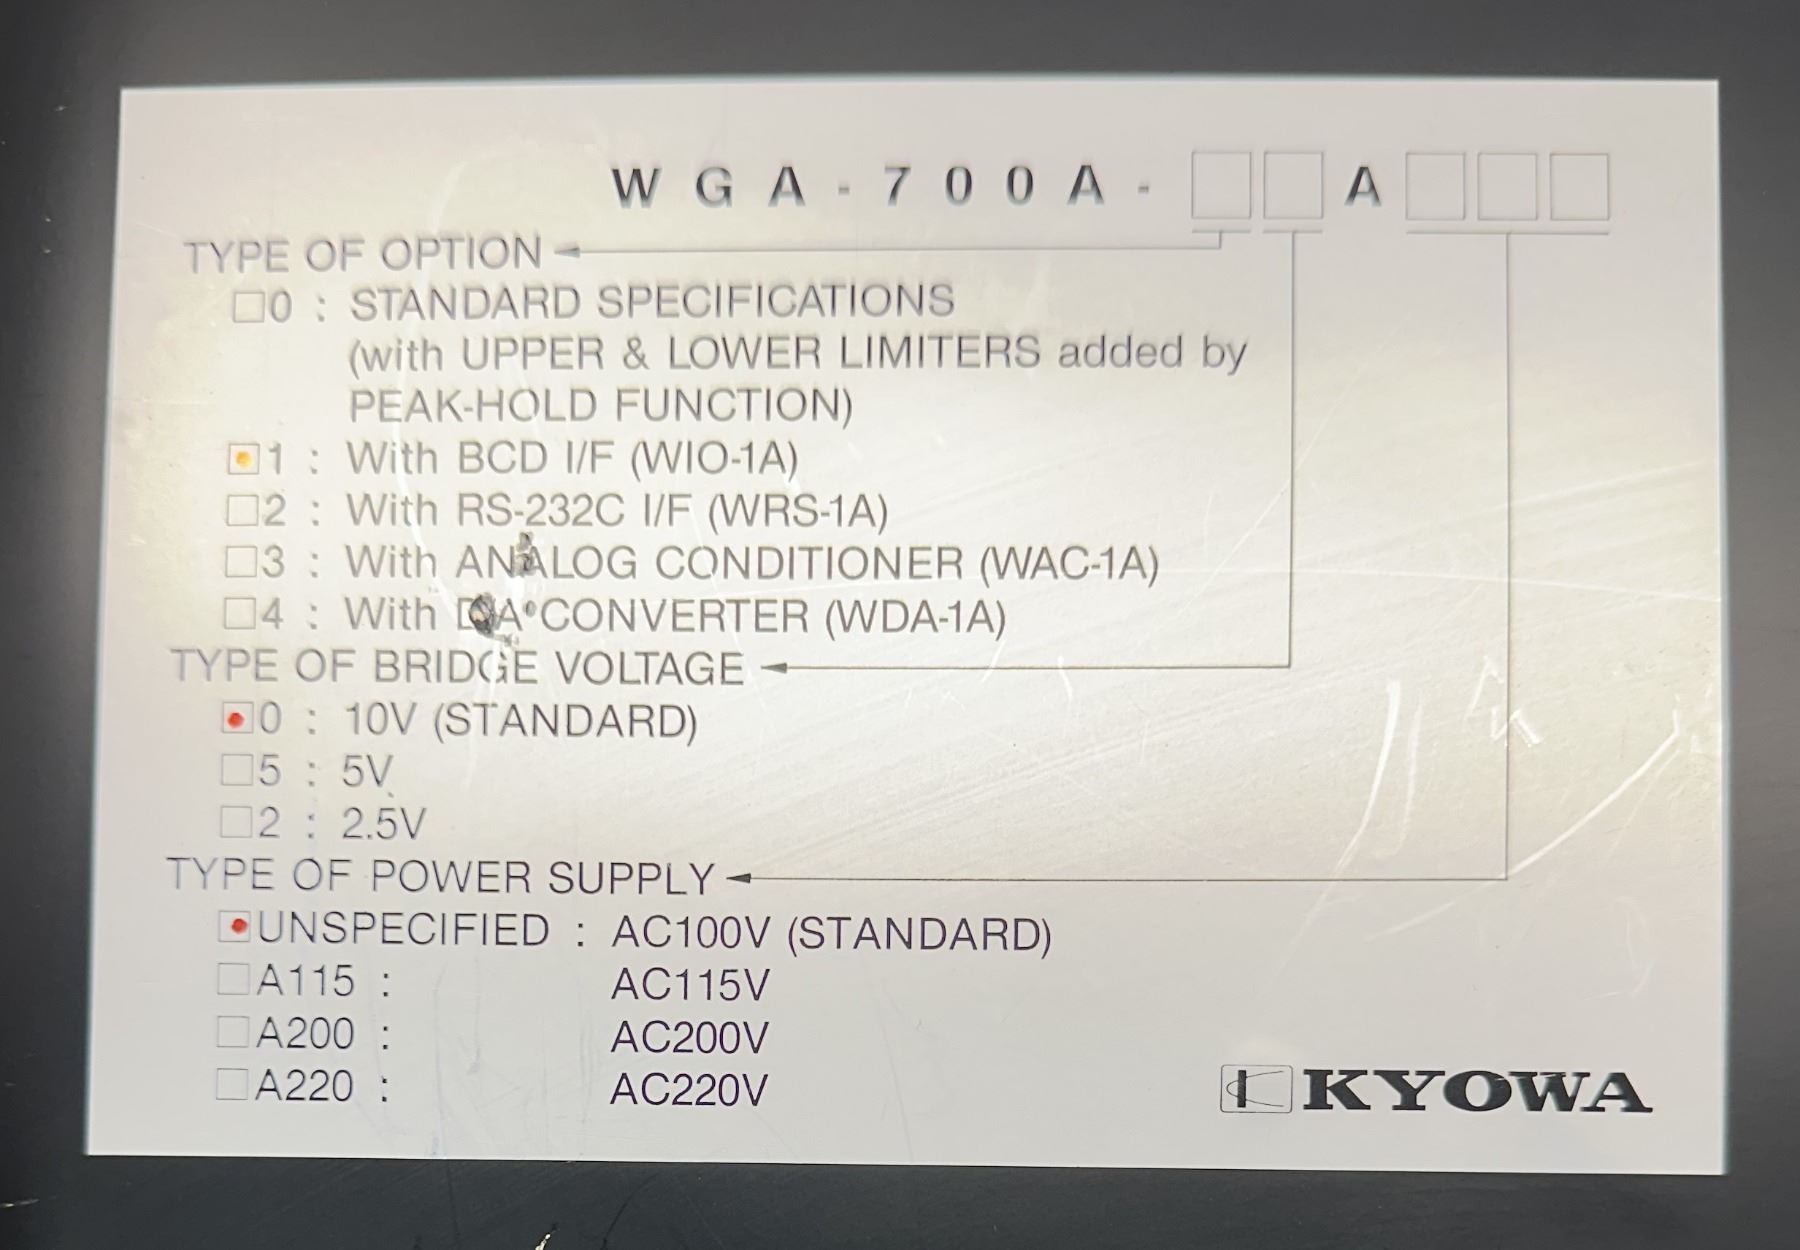 WGA-700A-□□A□□□
TYPE OF OPTION
□0 : STANDARD SPECIFICATIONS
(with UPPER & LOWER LIMITERS added by
PEAK-HOLD FUNCTION)
□1 : With BCD I/F (WIO-1A)
□2 : With RS-232C I/F (WRS-1A)
□3 : With ANALOG CONDITIONER (WAC-1A)
□4 : With CONVERTER (WDA-1A)
TYPE OF BRIDGE VOLTAGE
□0 : 10V (STANDARD)
□5 : 5V
□2 : 2.5V
TYPE OF POWER SUPPLY
□UNSPECIFIED : AC100V (STANDARD)
□A115 : AC115V
□A200 : AC200V
□A220 : AC220V
KYOWA